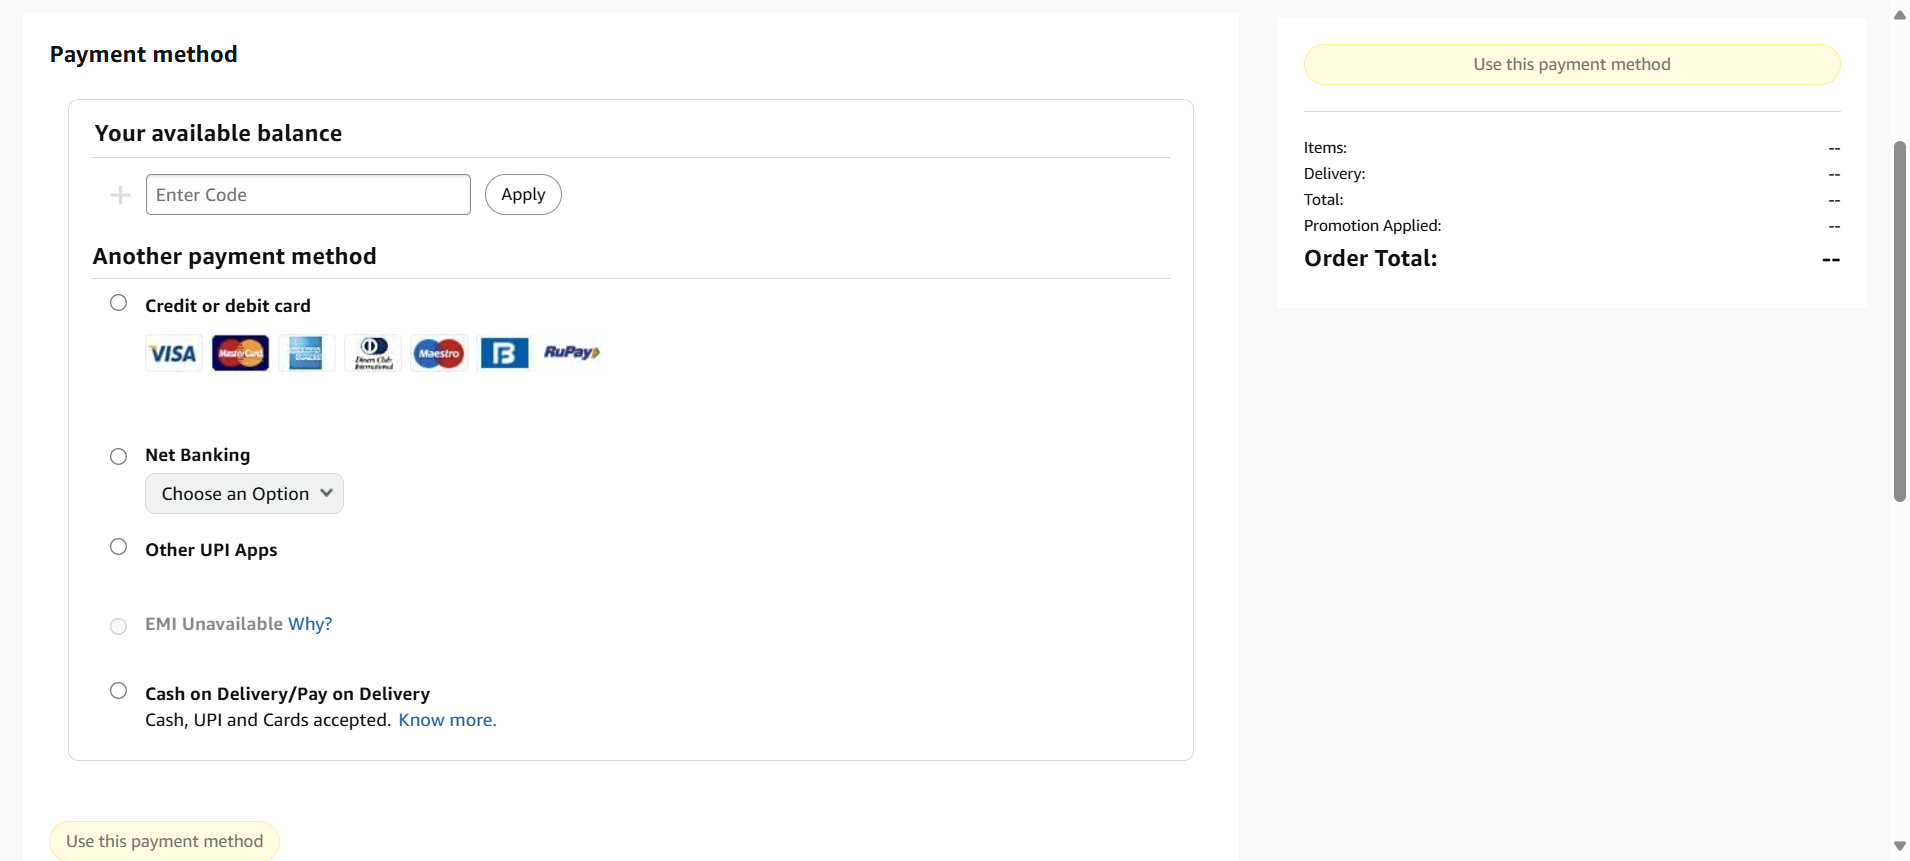 Payment method
Your available balance
Enter Code
Apply
Another payment method
Credit or debit card
VISA MasterCard Diners Club International Maestro B RuPay
Net Banking
Choose an Option
Other UPI Apps
EMI Unavailable Why?
Cash on Delivery/Pay on Delivery
Cash, UPI and Cards accepted. Know more.
Use this payment method
Use this payment method
Items: --
Delivery: --
Total: --
Promotion Applied: --
Order Total: --